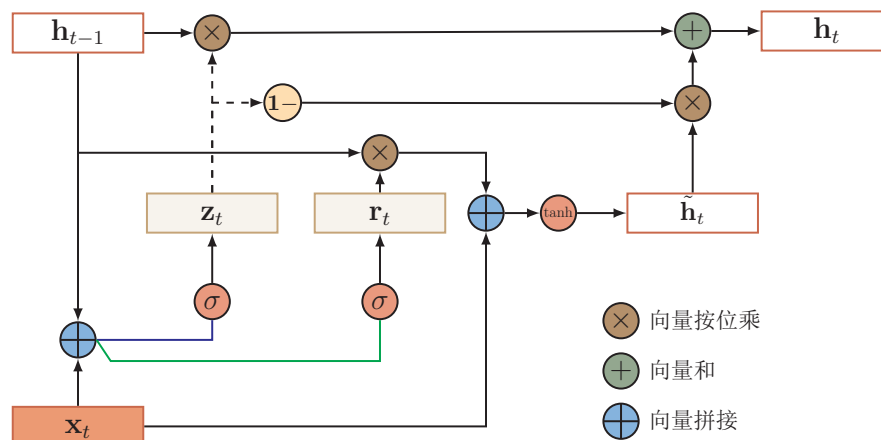 h_{t−1}
×
+
h_t
1-
×
×
z_t
r_t
tanh
h̃_t
σ
σ
× 向量按位乘
+ 向量和
向量拼接
x_t